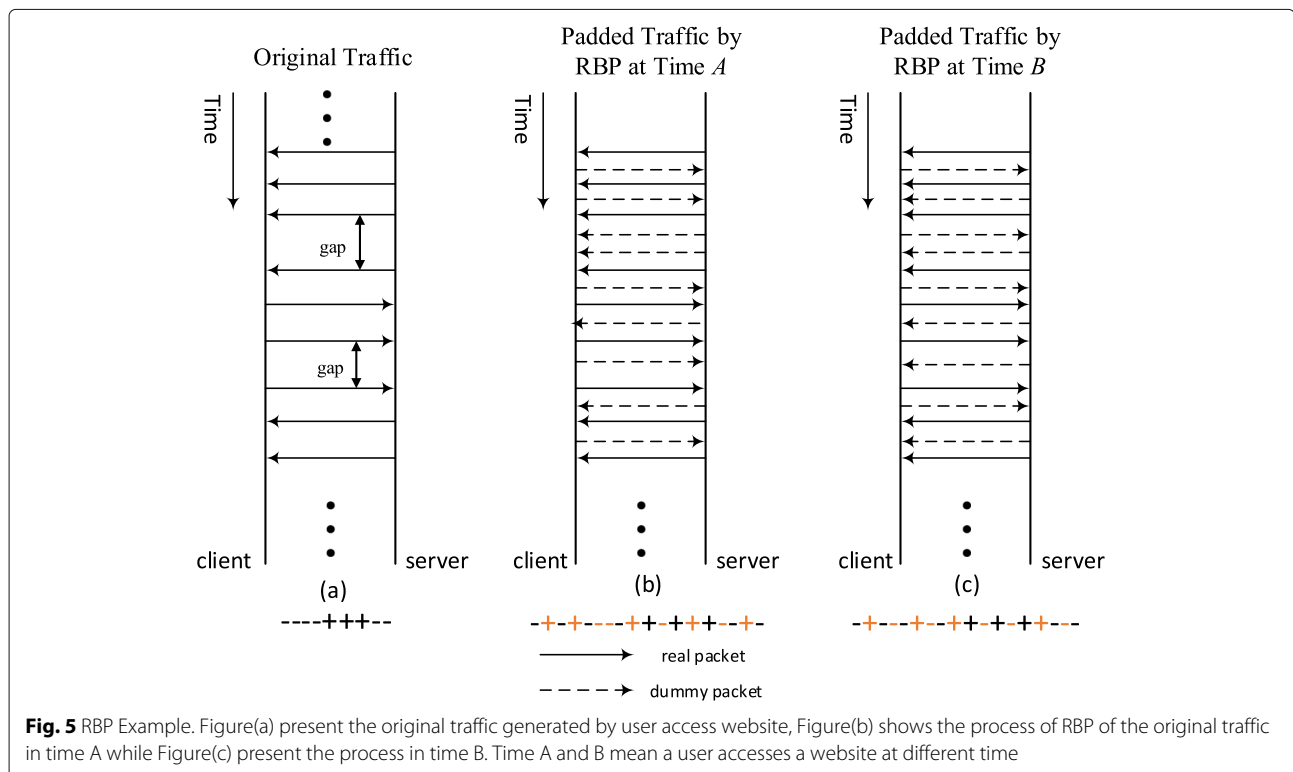 Original Traffic
Padded Traffic by
RBP at Time A
Padded Traffic by
RBP at Time B
Time
Time
Time
gap
gap
client
server
client
server
client
server
(a)
(b)
(c)
----+++--
-+-+----++-+++--+-
-+---+--++-+-++---
real packet
dummy packet
Fig. 5 RBP Example. Figure(a) present the original traffic generated by user access website, Figure(b) shows the process of RBP of the original traffic
in time A while Figure(c) present the process in time B. Time A and B mean a user accesses a website at different time